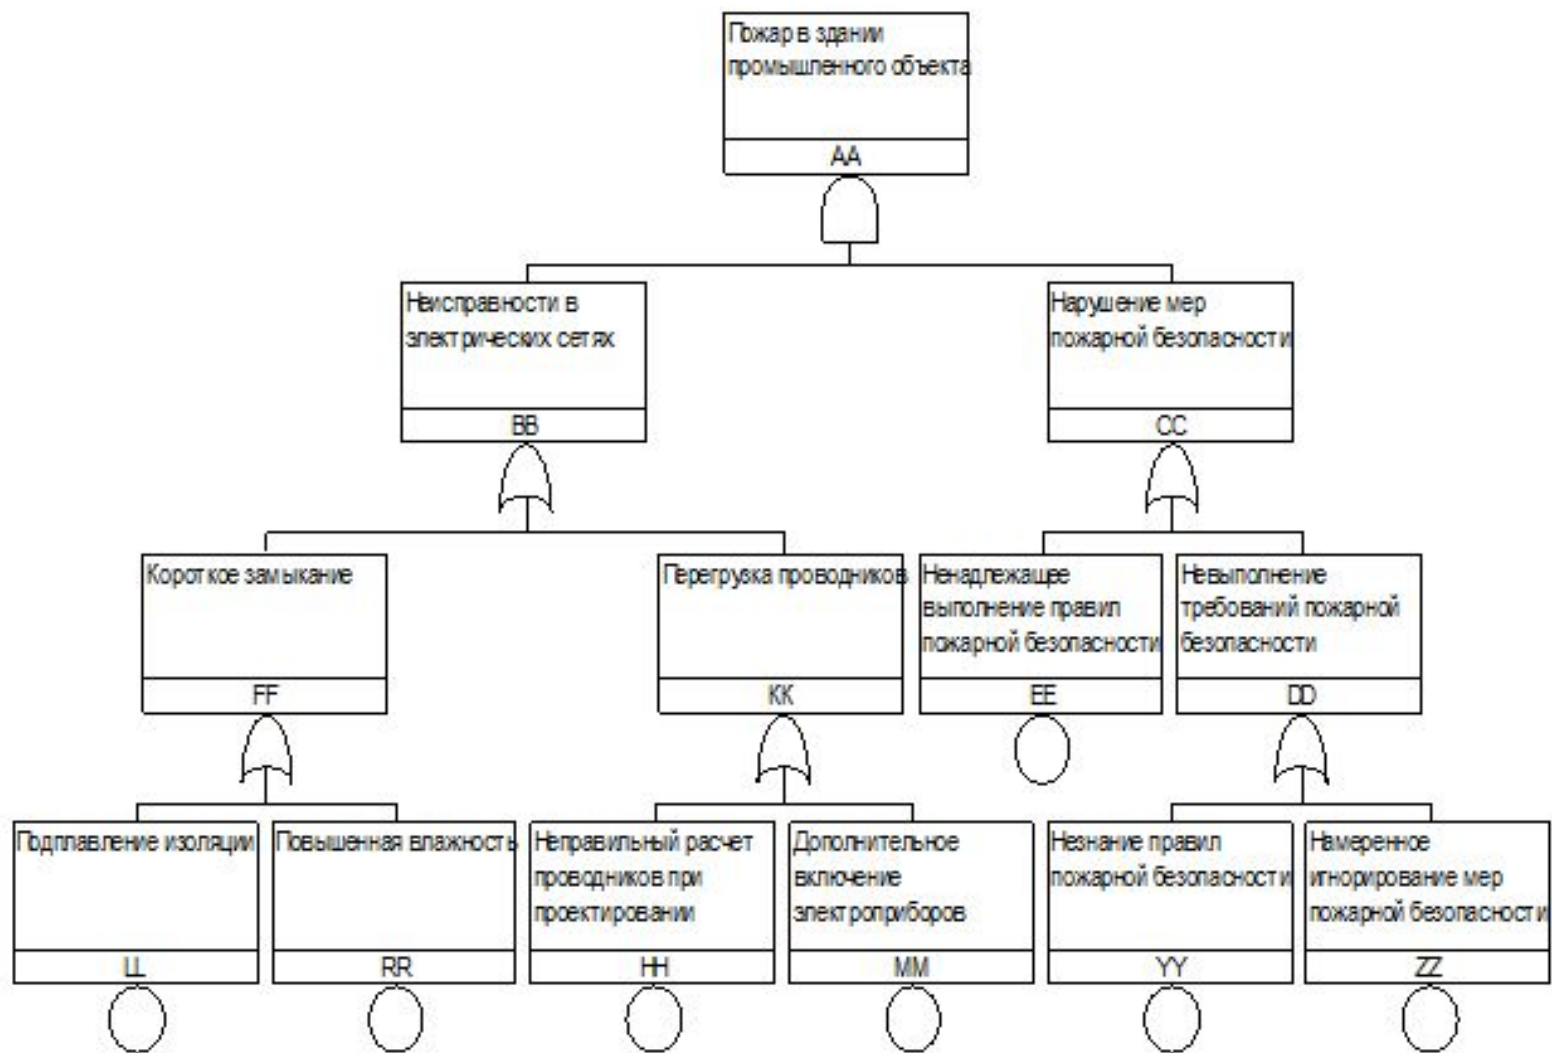 Пожар в здании
промышленного объекта
AA
Неисправности в
электрических сетях
BB
Нарушение мер
пожарной безопасности
CC
Короткое замыкание
FF
Перегрузка проводников
KK
Ненадлежащее
выполнение правил
пожарной безопасности
EE
Невыполнение
требований пожарной
безопасности
DD
Подплавление изоляции
LL
Повышенная влажность
RR
Неправильный расчет
проводников при
проектировании
HH
Дополнительное
включение
электроприборов
MM
Незнание правил
пожарной безопасности
YY
Намеренное
игнорирование мер
пожарной безопасности
ZZ